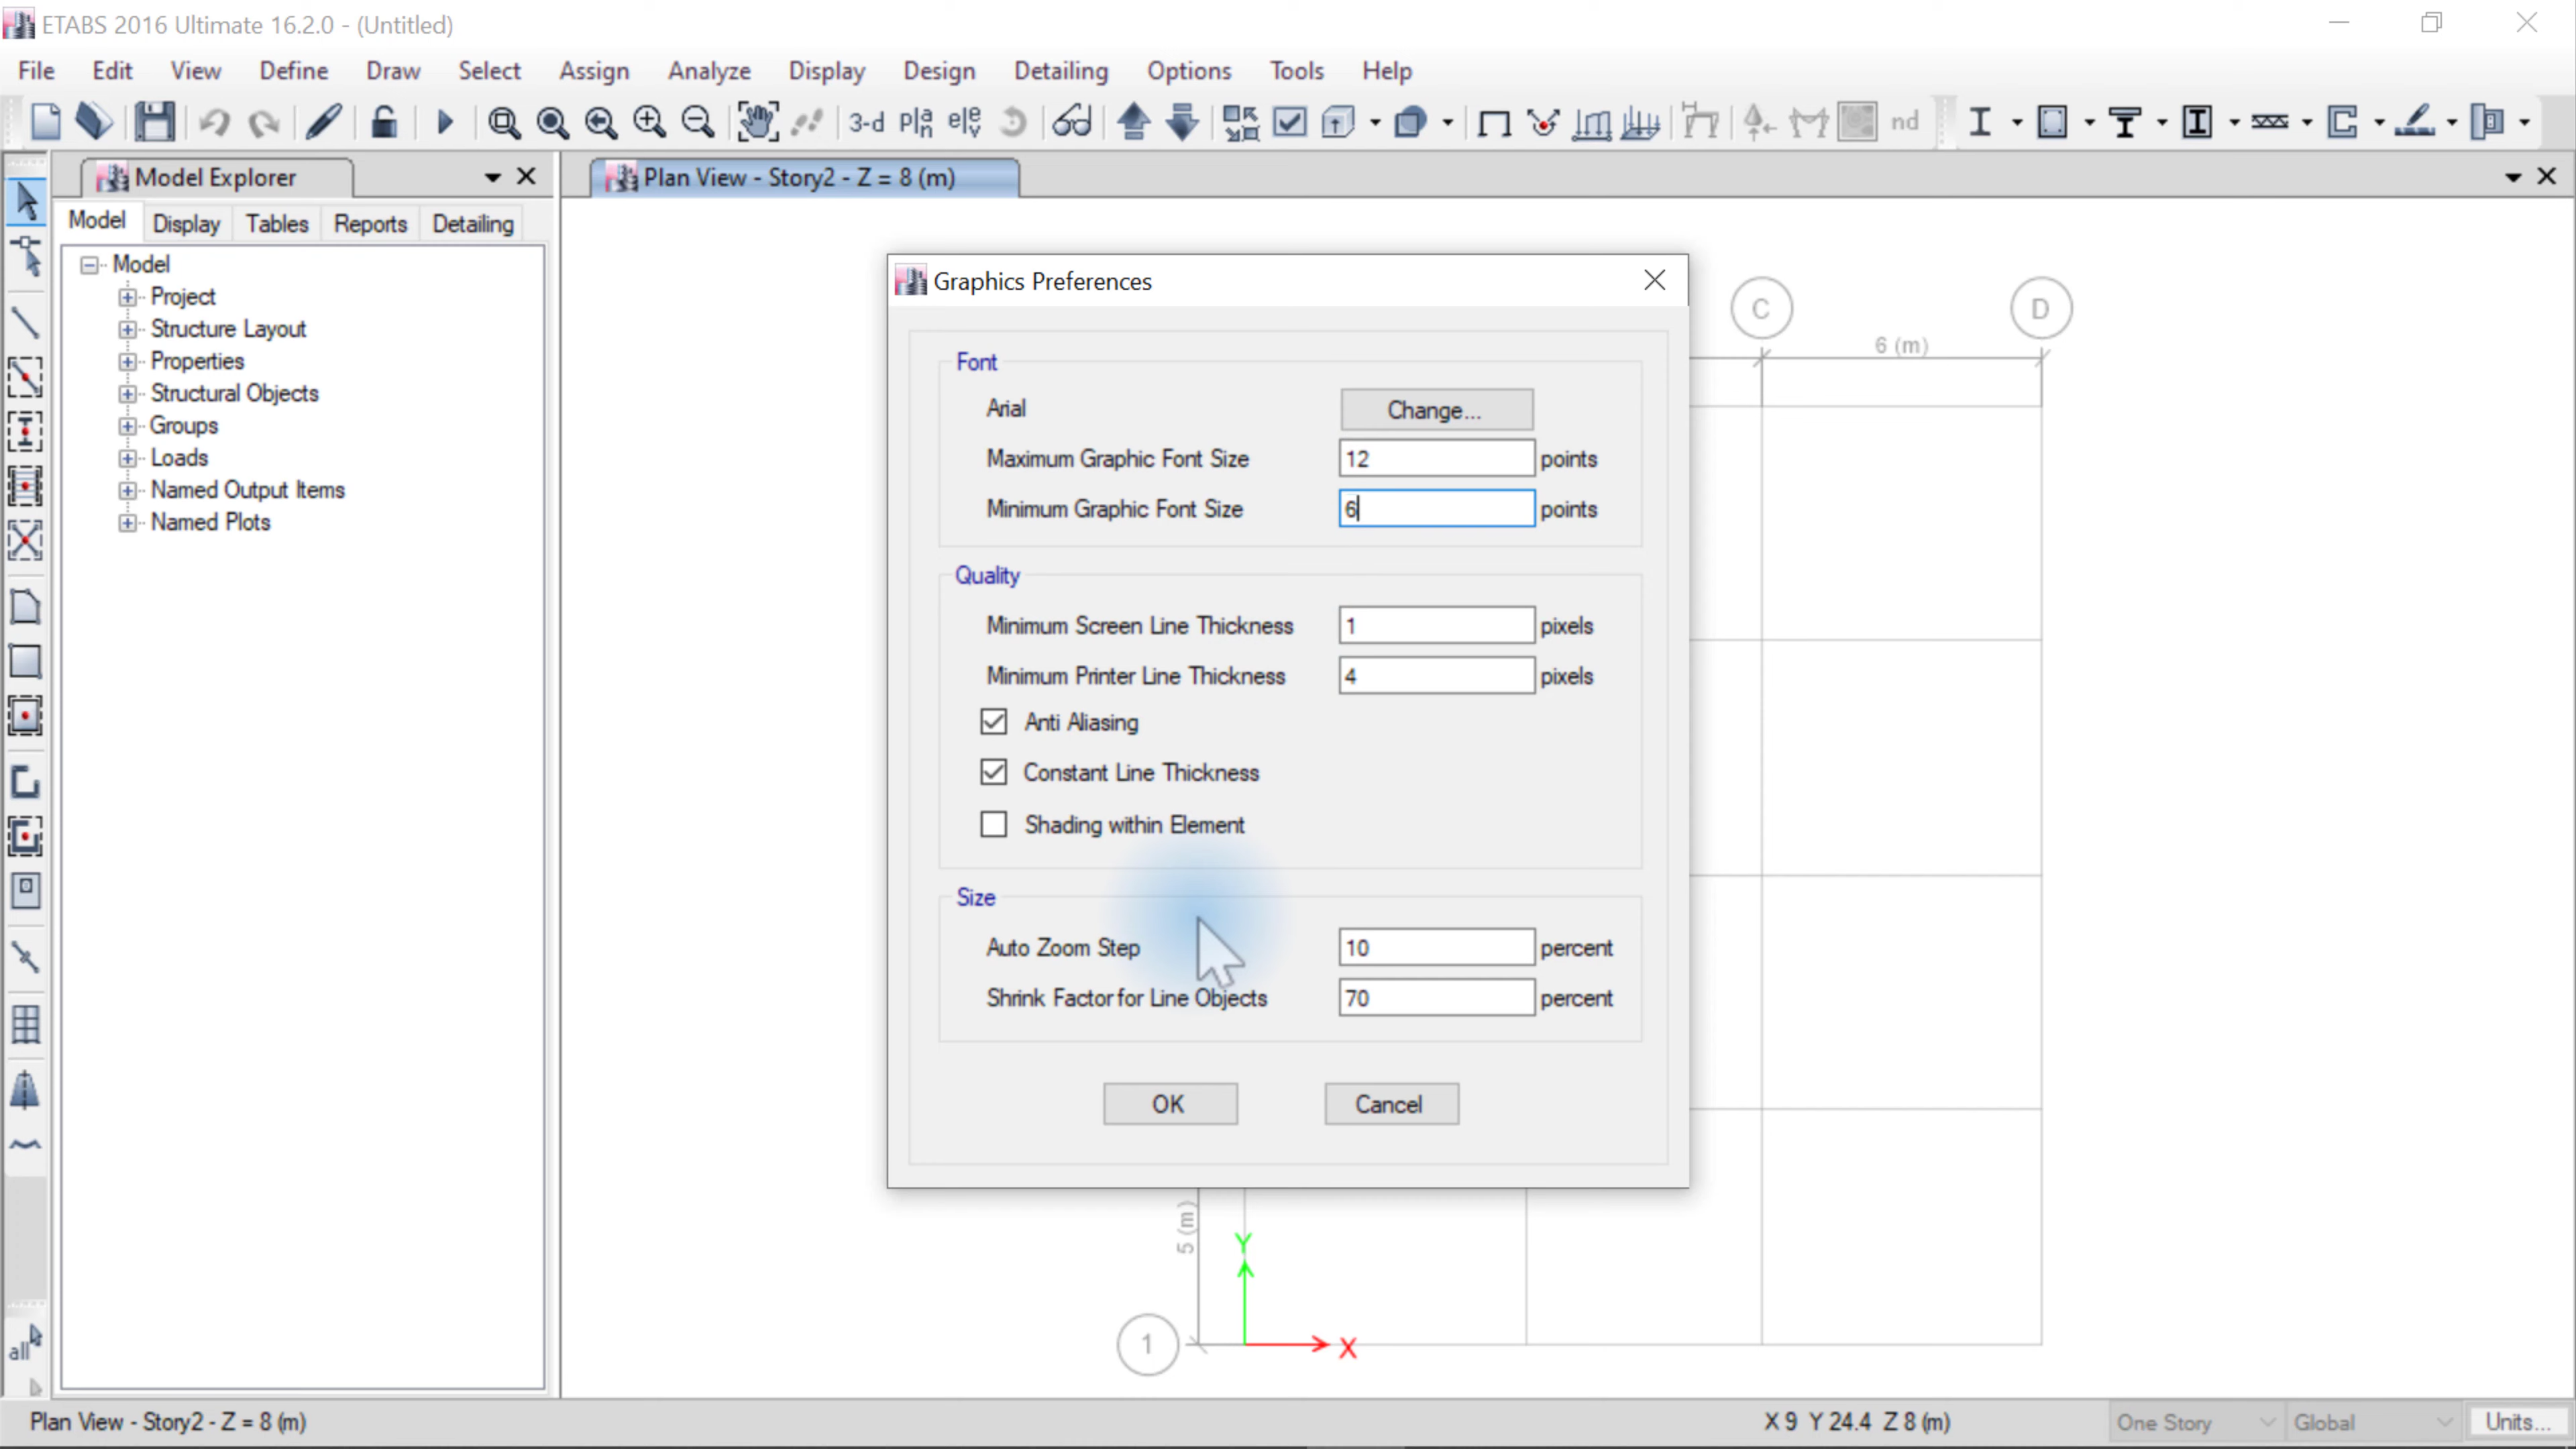 ETABS 2016 Ultimate 16.2.0 - (Untitled)
File Edit View Define Draw Select Assign Analyze Display Design Detailing Options Tools Help
3-d pla n ele v nd
Model Explorer
Plan View - Story2 - Z = 8 (m)
Model Display Tables Reports Detailing
Model
Project
Structure Layout
Properties
Structural Objects
Groups
Loads
Named Output Items
Named Plots
Graphics Preferences
Font
Arial Change...
Maximum Graphic Font Size 12 points
Minimum Graphic Font Size 6 points
Quality
Minimum Screen Line Thickness 1 pixels
Minimum Printer Line Thickness 4 pixels
Anti Aliasing
Constant Line Thickness
Shading within Element
Size
Auto Zoom Step 10 percent
Shrink Factor for Line Objects 70 percent
OK Cancel
C D
6 (m)
5 (m)
Y
1 X
all
Plan View - Story2 - Z = 8 (m) X 9 Y 24.4 Z 8 (m) One Story Global Units...